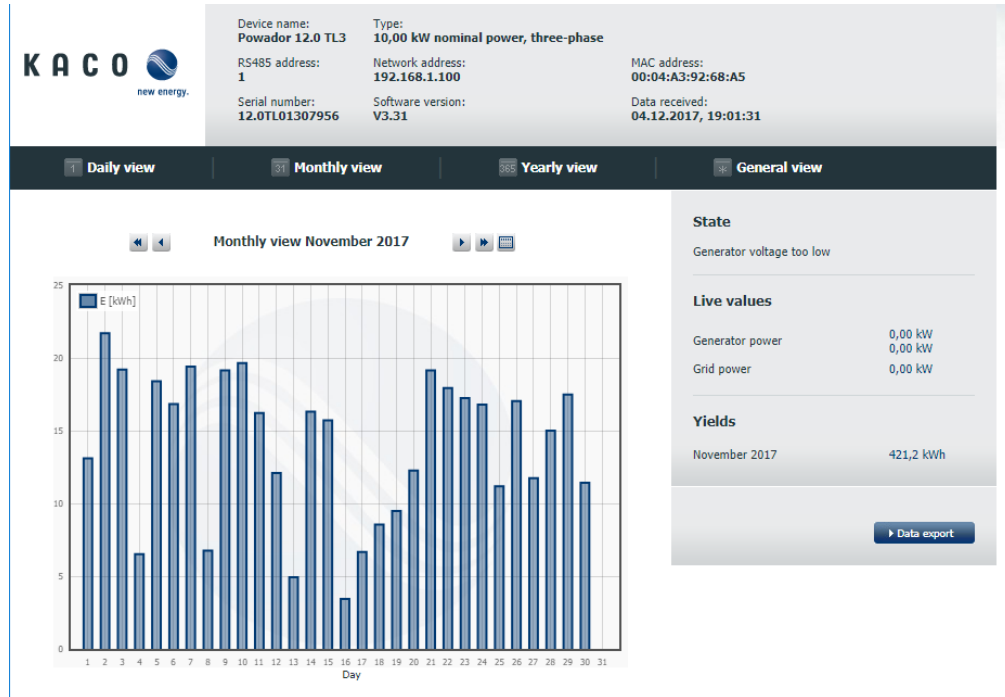 KACO
new energy.
Device name:
Powador 12.0 TL3
Type:
10,00 kW nominal power, three-phase
RS485 address:
1
Network address:
192.168.1.100
MAC address:
00:04:A3:92:68:A5
Serial number:
12.0TL01307956
Software version:
V3.31
Data received:
04.12.2017, 19:01:31
1 Daily view
31 Monthly view
365 Yearly view
General view
Monthly view November 2017
E [kWh]
25
20
15
10
5
0
1 2 3 4 5 6 7 8 9 10 11 12 13 14 15 16 17 18 19 20 21 22 23 24 25 26 27 28 29 30 31
Day
State
Generator voltage too low
Live values
Generator power 0,00 kW
0,00 kW
Grid power 0,00 kW
Yields
November 2017 421,2 kWh
Data export